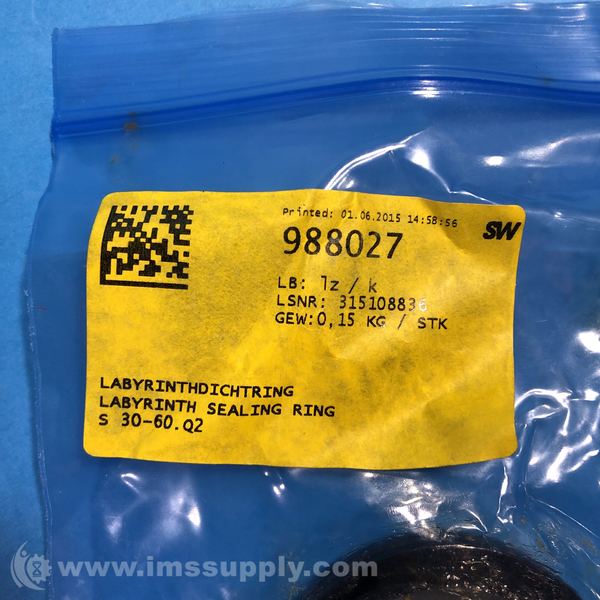 Printed: 01.06.2015 14:58:56
SW
988027
LB: 1z / k
LSNR: 315108836
GEW:0,15 KG / STK
LABYRINTHDICHTRING
LABYRINTH SEALING RING
S 30-60.Q2
www.imssupply.com/ims